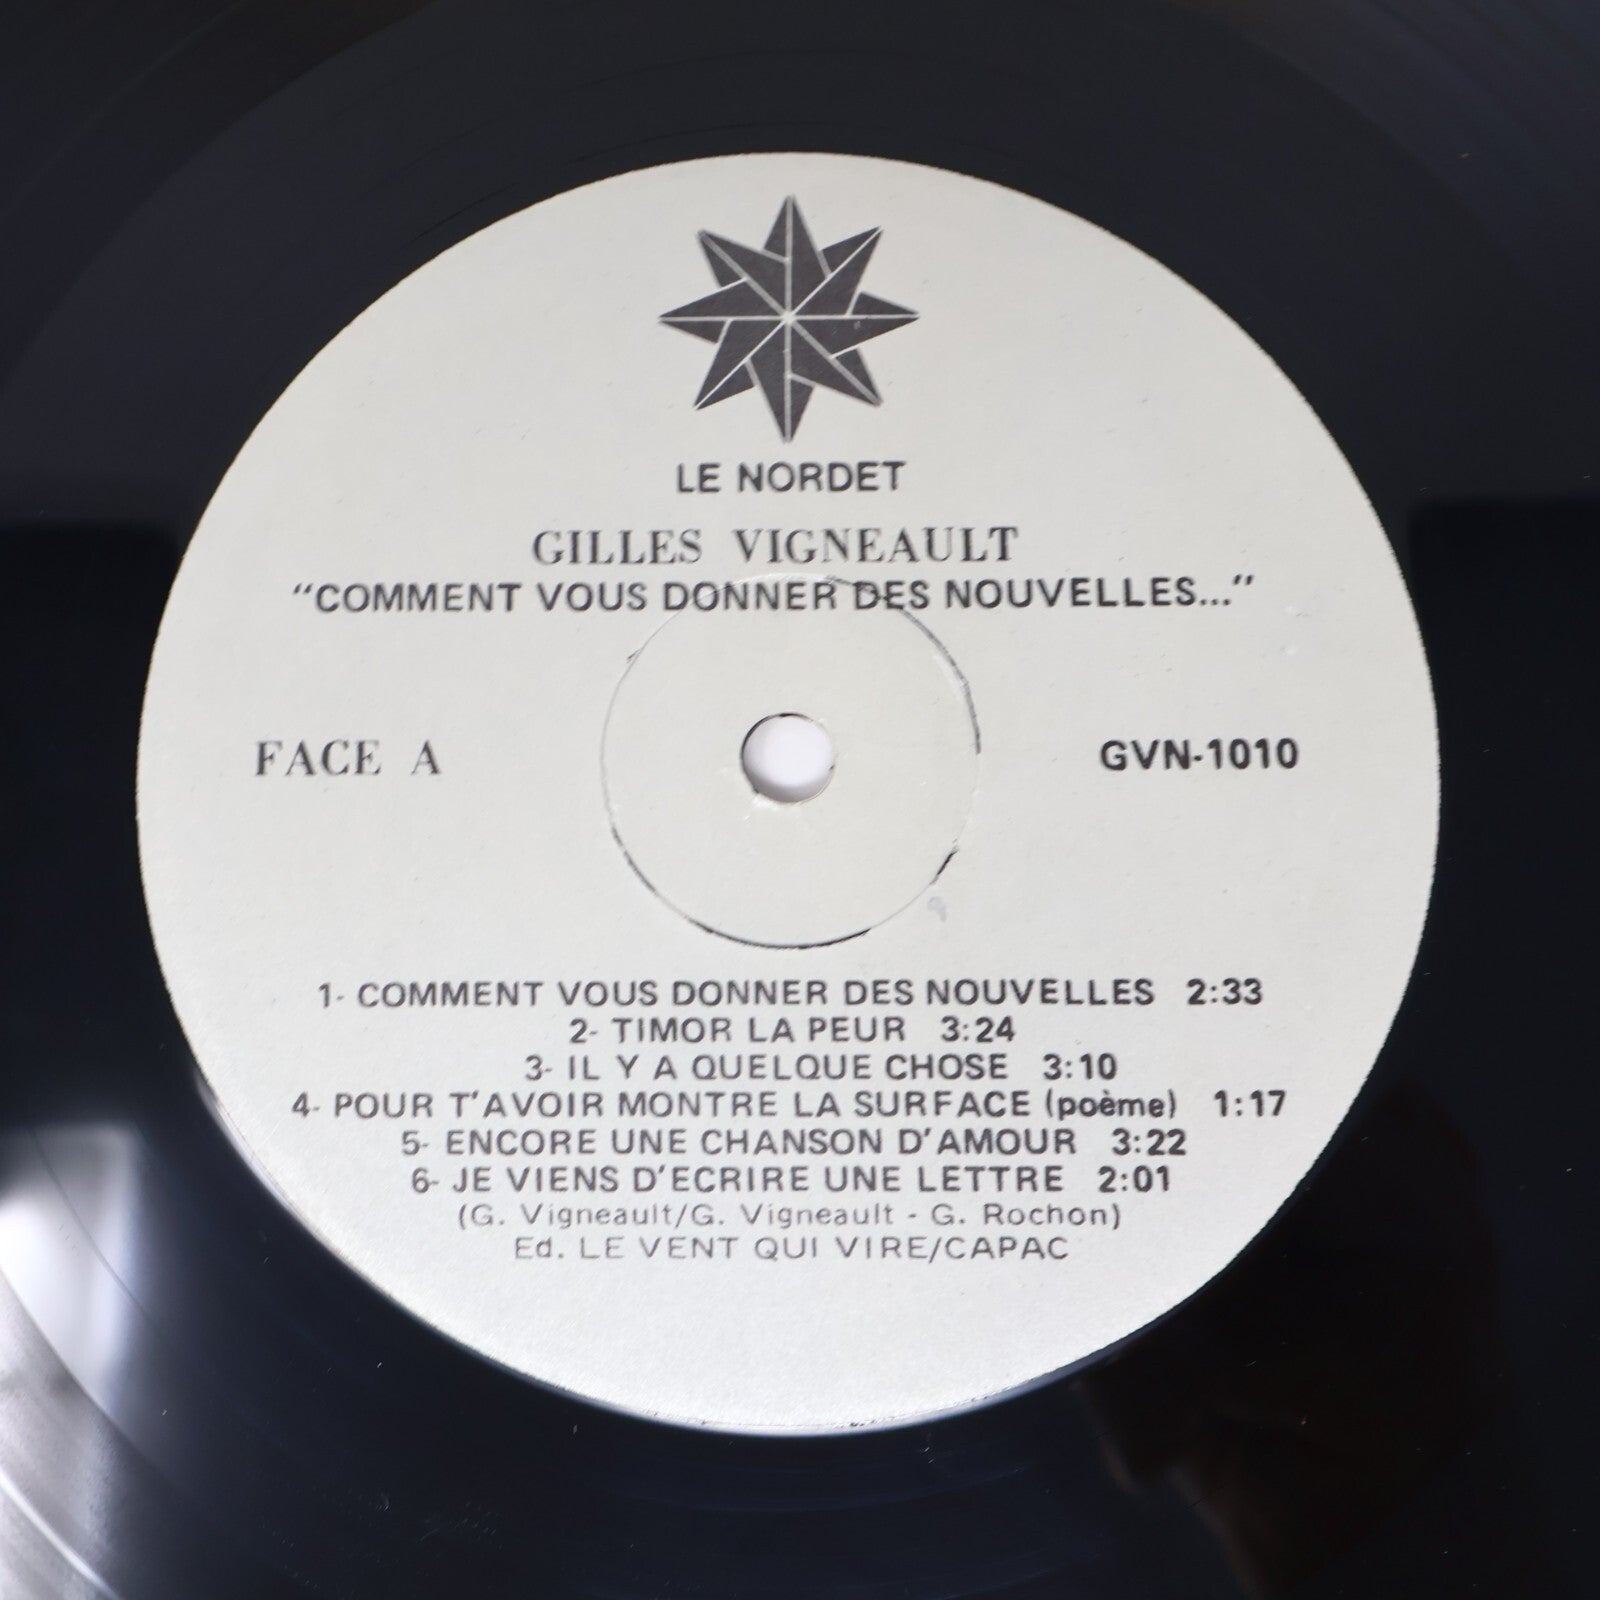 LE NORDET
GILLES VIGNEAULT
"COMMENT VOUS DONNER DES NOUVELLES..."
FACE A
GVN-1010
1- COMMENT VOUS DONNER DES NOUVELLES 2:33
2- TIMOR LA PEUR 3:24
3- IL Y A QUELQUE CHOSE 3:10
4- POUR T'AVOIR MONTRE LA SURFACE (poème) 1:17
5- ENCORE UNE CHANSON D'AMOUR 3:22
6- JE VIENS D'ECRIRE UNE LETTRE 2:01
(G. Vigneault/G. Vigneault - G. Rochon)
Ed. LE VENT QUI VIRE/CAPAC